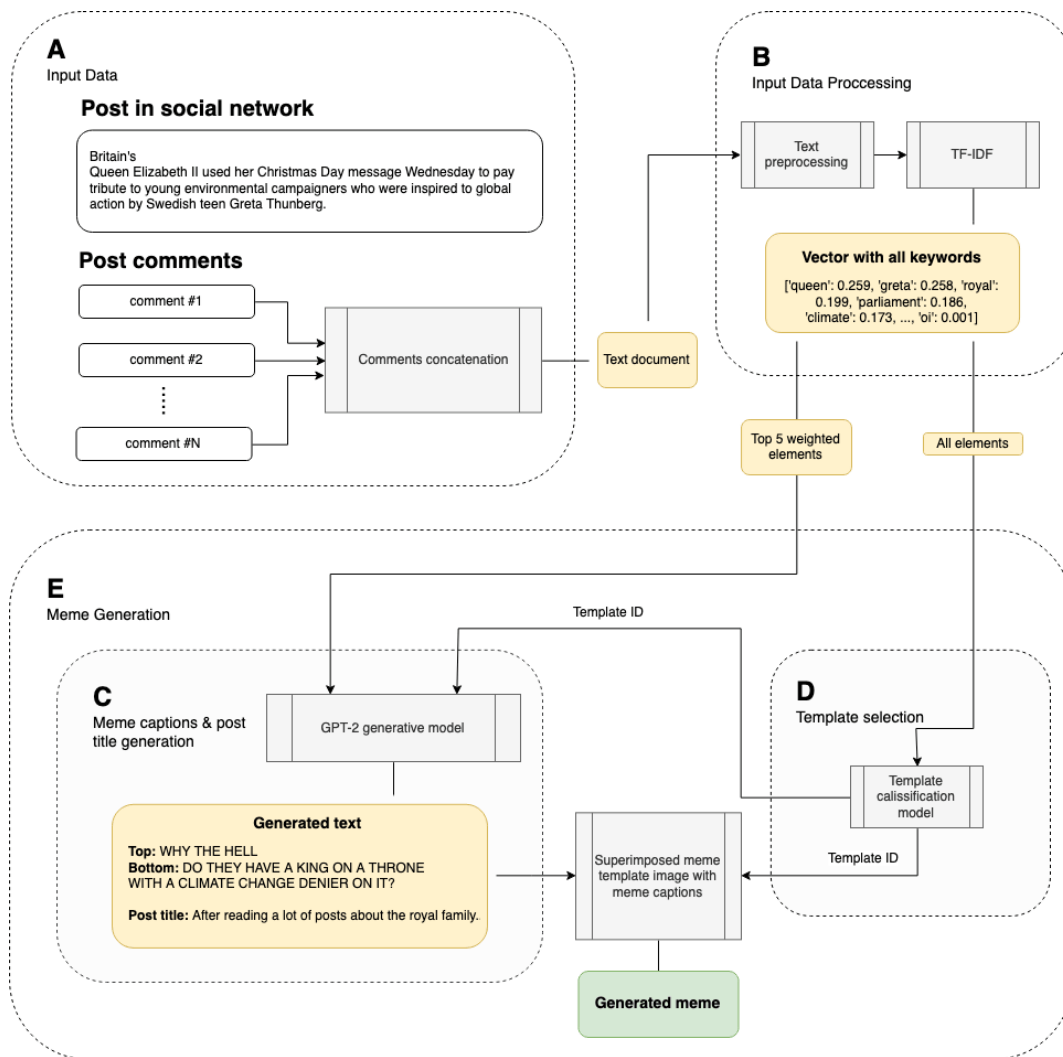 A
Input Data
Post in social network
Britain's
Queen Elizabeth II used her Christmas Day message Wednesday to pay
tribute to young environmental campaigners who were inspired to global
action by Swedish teen Greta Thunberg.
Post comments
comment #1
comment #2
comment #N
Comments concatenation
Text document
B
Input Data Proccessing
Text
preprocessing
TF-IDF
Vector with all keywords
['queen': 0.259, 'greta': 0.258, 'royal':
0.199, 'parliament': 0.186,
'climate': 0.173, ..., 'oi': 0.001]
Top 5 weighted
elements
All elements
E
Meme Generation
Template ID
C
Meme captions & post
title generation
GPT-2 generative model
Generated text
Top: WHY THE HELL
Bottom: DO THEY HAVE A KING ON A THRONE
WITH A CLIMATE CHANGE DENIER ON IT?
Post title: After reading a lot of posts about the royal family..
D
Template selection
Template
calissification
model
Template ID
Superimposed meme
template image with
meme captions
Generated meme